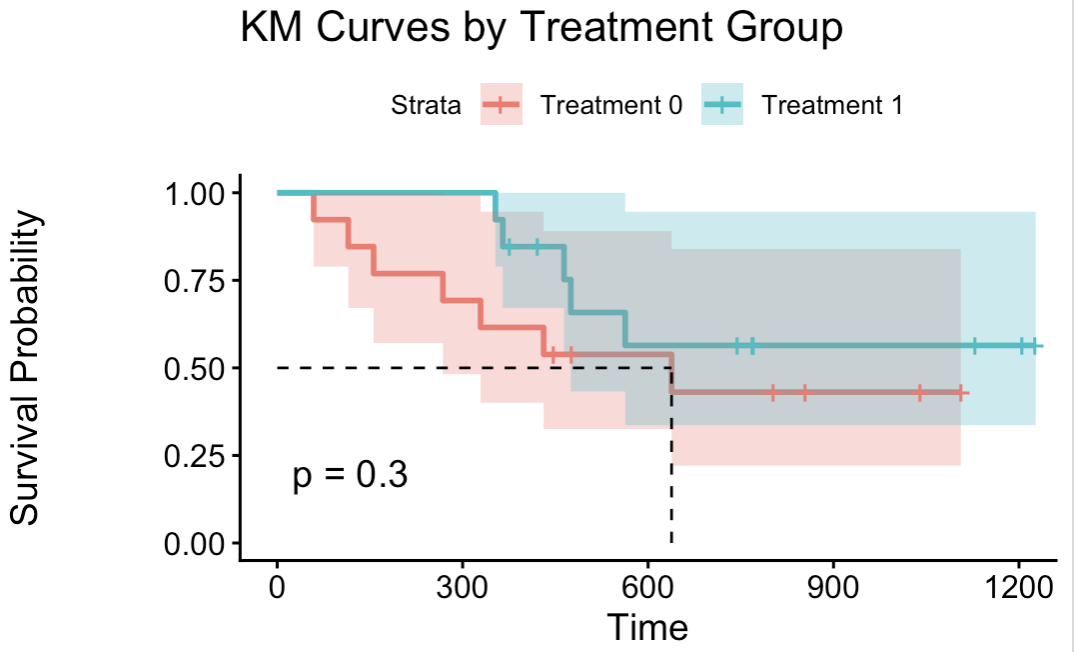 KM Curves by Treatment Group
Strata Treatment 0 Treatment 1
Survival Probability
1.00
0.75
0.50
0.25
0.00
p = 0.3
0 300 600 900 1200
Time